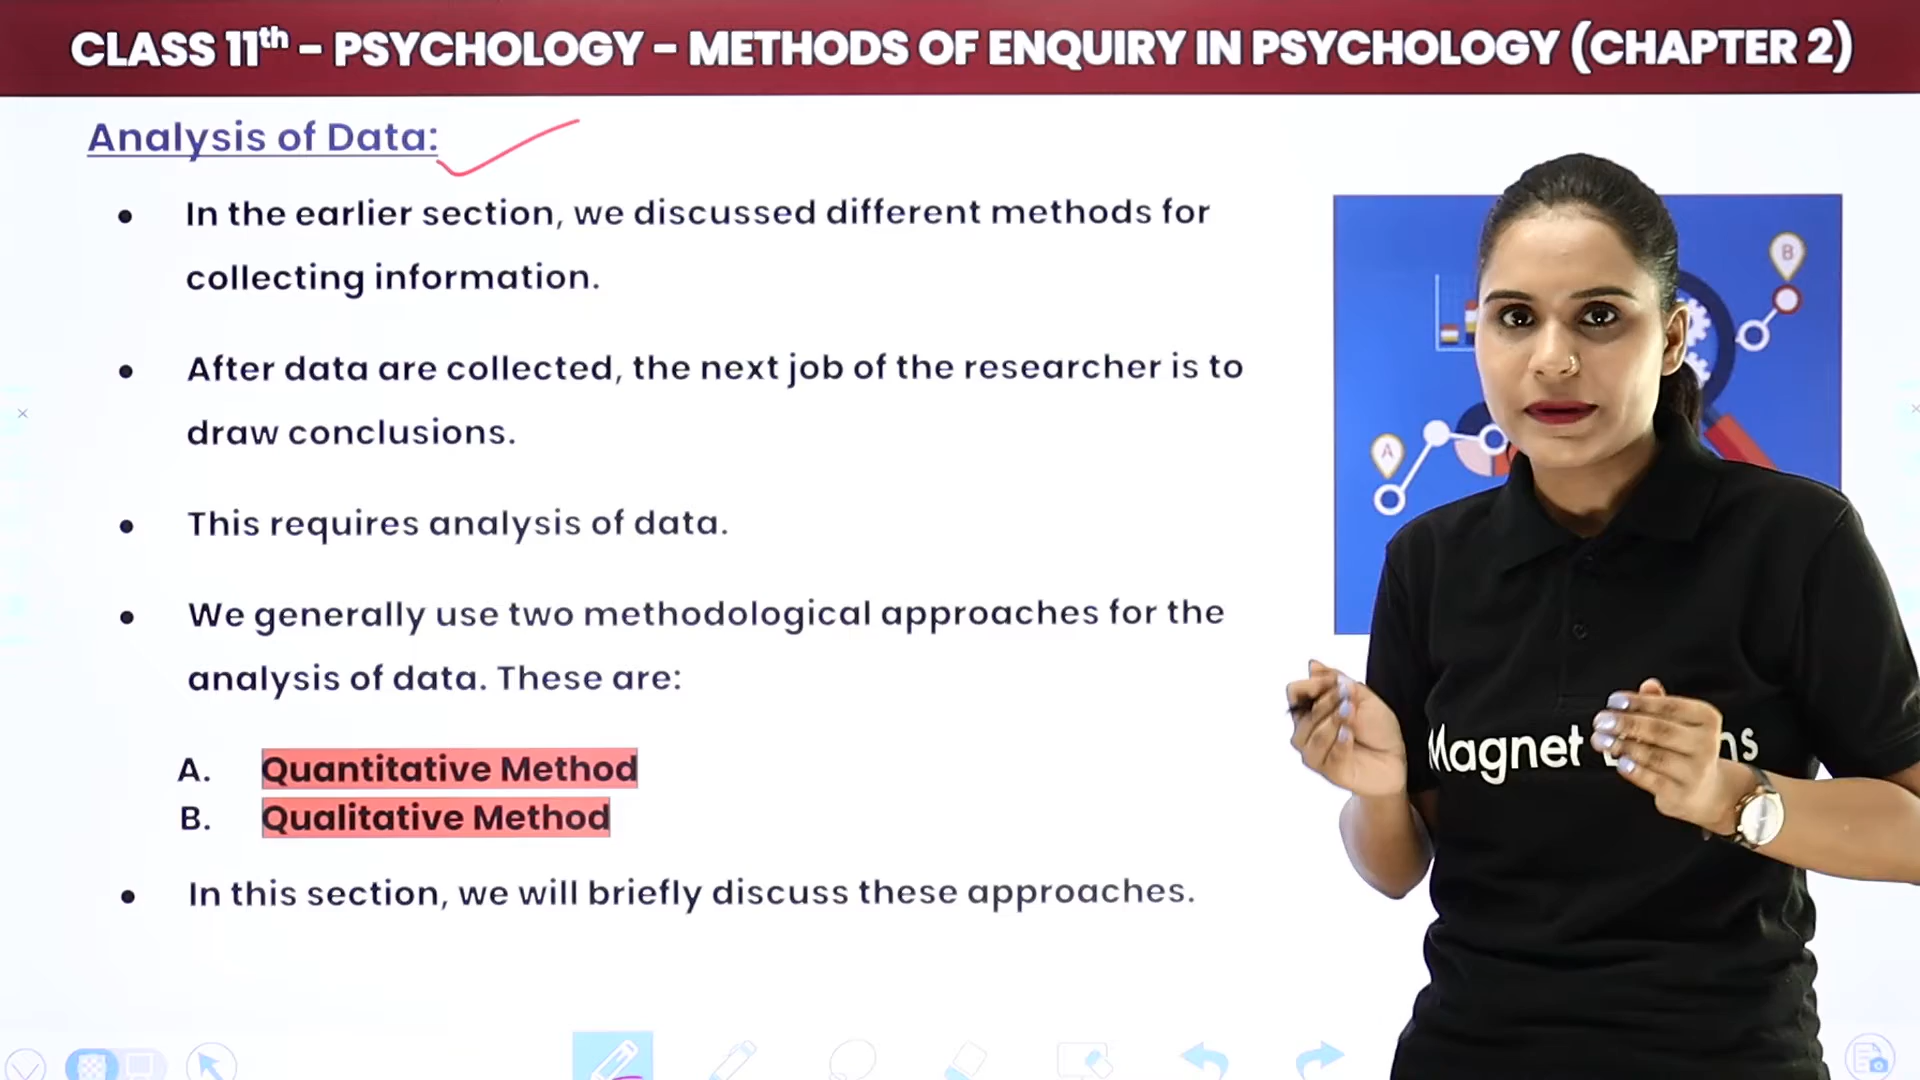 CLASS 11th – PSYCHOLOGY – METHODS OF ENQUIRY IN PSYCHOLOGY (CHAPTER 2)
Analysis of Data:
• In the earlier section, we discussed different methods for
collecting information.
• After data are collected, the next job of the researcher is to
draw conclusions.
• This requires analysis of data.
• We generally use two methodological approaches for the
analysis of data. These are:
A. Quantitative Method
B. Qualitative Method
• In this section, we will briefly discuss these approaches.
B
A
Magnet
ns